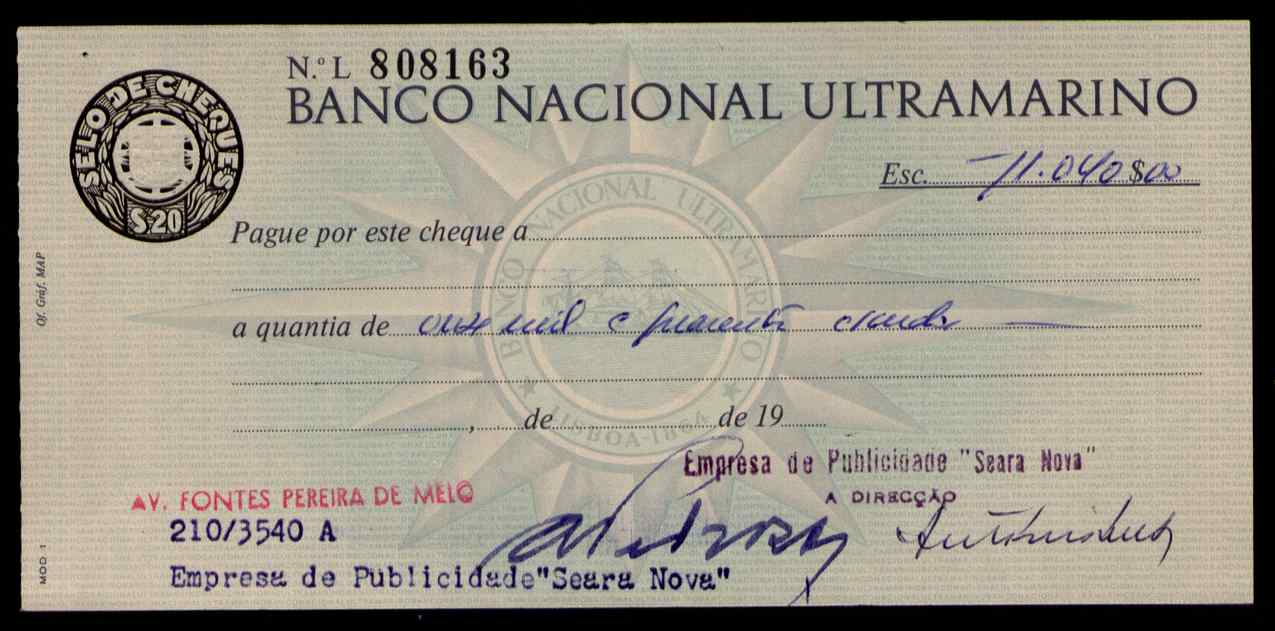 N.º L 808163
BANCO NACIONAL ULTRAMARINO
SELO DE CHEQUES
$20
Esc. 11.040$00
Pague por este cheque a
a quantia de onze mil e quarenta escudos
BANCO NACIONAL ULTRAMARINO
LISBOA-1864
, de de 19
Empresa de Publicidade "Seara Nova"
A DIRECÇÃO
AV. FONTES PEREIRA DE MELO
210/3540 A
Empresa de Publicidade"Seara Nova"
Of. Gráf. MAP
MOD. 1